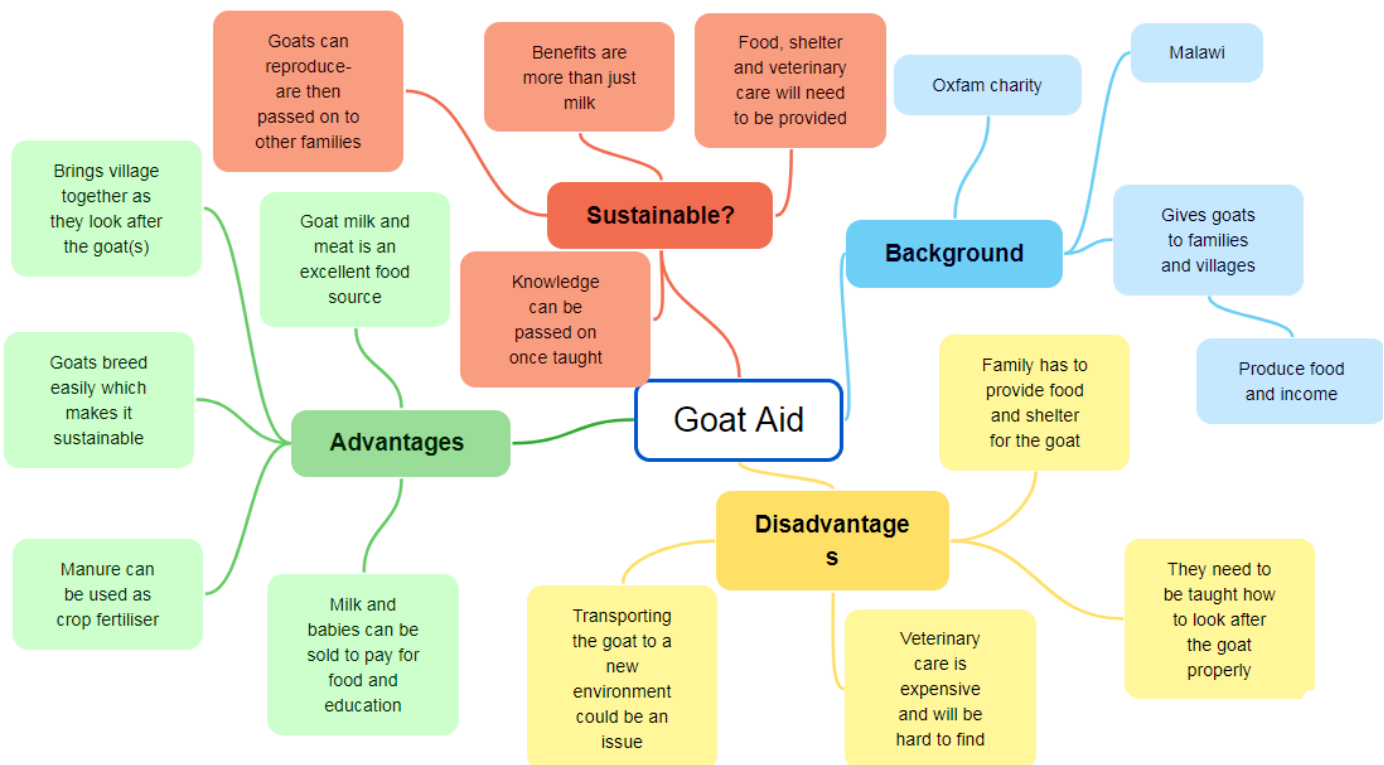 Goat Aid
Sustainable?
Goats can
reproduce-
are then
passed on to
other families
Benefits are
more than just
milk
Food, shelter
and veterinary
care will need
to be provided
Knowledge
can be
passed on
once taught
Background
Oxfam charity
Malawi
Gives goats
to families
and villages
Produce food
and income
Advantages
Brings village
together as
they look after
the goat(s)
Goat milk and
meat is an
excellent food
source
Goats breed
easily which
makes it
sustainable
Manure can
be used as
crop fertiliser
Milk and
babies can be
sold to pay for
food and
education
Disadvantage
s
Family has to
provide food
and shelter
for the goat
They need to
be taught how
to look after
the goat
properly
Veterinary
care is
expensive
and will be
hard to find
Transporting
the goat to a
new
environment
could be an
issue